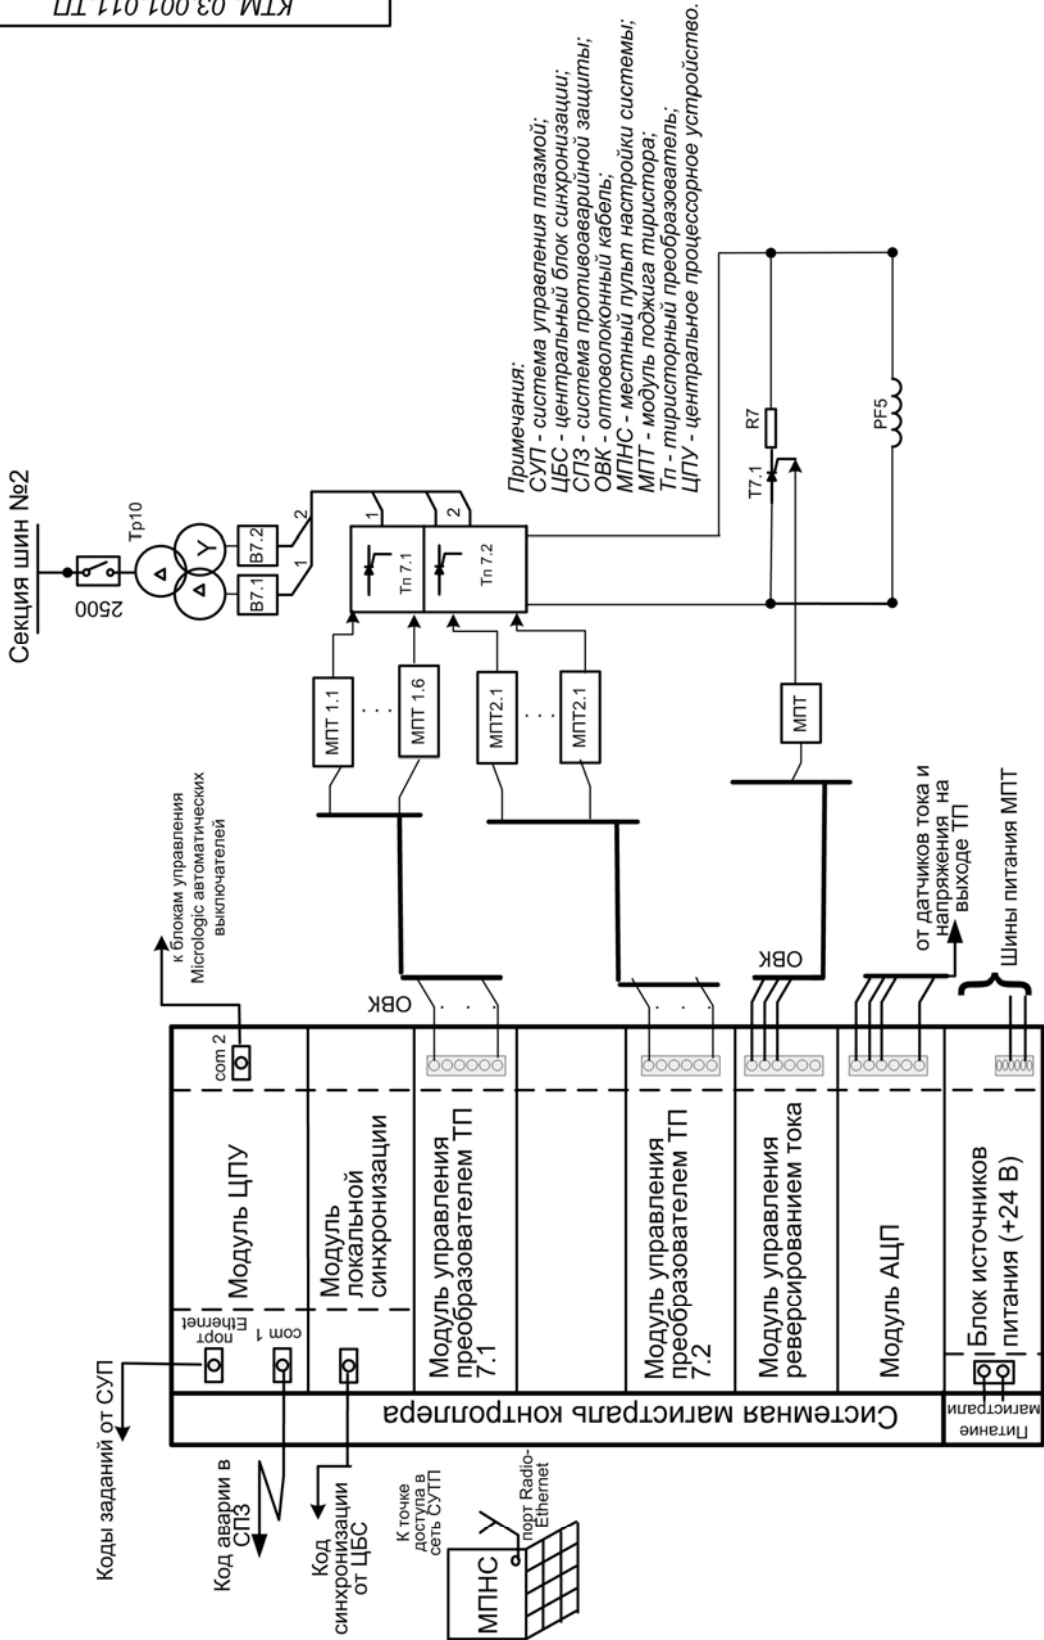 КТМ. 03.001.011.ТП
Секция шин №2
2500
Тр10
Δ
Δ
Y
В7.1
В7.2
1
2
1
2
Тп 7.1
Тп 7.2
МПТ 1.1
. . .
МПТ 1.6
МПТ2.1
. . .
МПТ2.1
МПТ
Т7.1
R7
PF5
Примечания:
СУП - система управления плазмой;
ЦБС - центральный блок синхронизации;
СПЗ - система противоаварийной защиты;
ОВК - оптоволоконный кабель;
МПНС - местный пульт настройки системы;
МПТ - модуль поджига тиристора;
Тп - тиристорный преобразователь;
ЦПУ - центральное процессорное устройство.
к блокам управления
Micrologic автоматических
выключателей
com 2
ОВК
ОВК
от датчиков тока и
напряжения на
выходе ТП
Шины питания МПТ
Модуль ЦПУ
порт
Ethernet
com 1
Модуль
локальной
синхронизации
Модуль управления
преобразователем ТП
7.1
Модуль управления
преобразователем ТП
7.2
Модуль управления
реверсированием тока
Модуль АЦП
Блок источников
питания (+24 В)
Системная магистраль контроллера
Питание
магистрали
Коды заданий от СУП
Код аварии в
СПЗ
Код
синхронизации
от ЦБС
К точке
доступа в
сеть СУТП
порт Radio-
Ethernet
МПНС